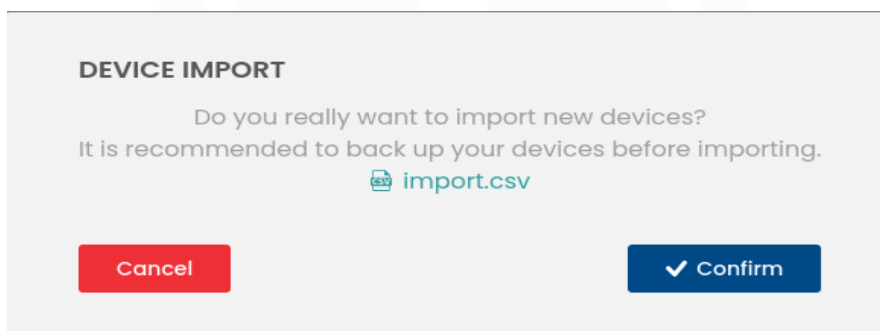 DEVICE IMPORT
Do you really want to import new devices?
It is recommended to back up your devices before importing.
CSV import.csv
Cancel
Confirm